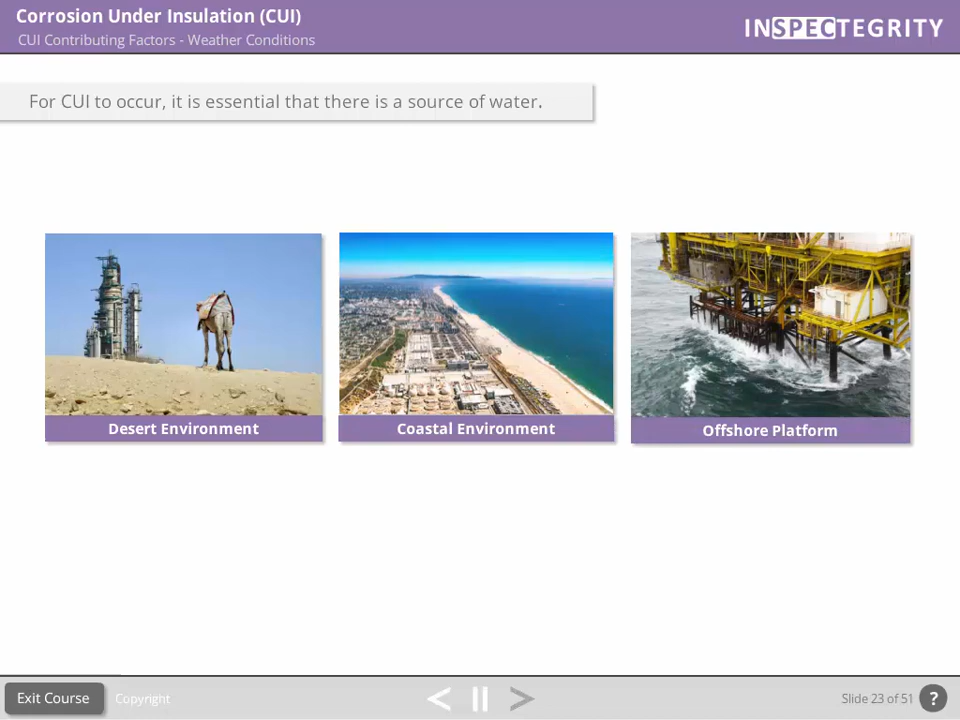 Corrosion Under Insulation (CUI)
CUI Contributing Factors - Weather Conditions
INSPECTEGRITY
For CUI to occur, it is essential that there is a source of water.
Desert Environment
Coastal Environment
Offshore Platform
Exit Course
Copyright
Slide 23 of 51
?